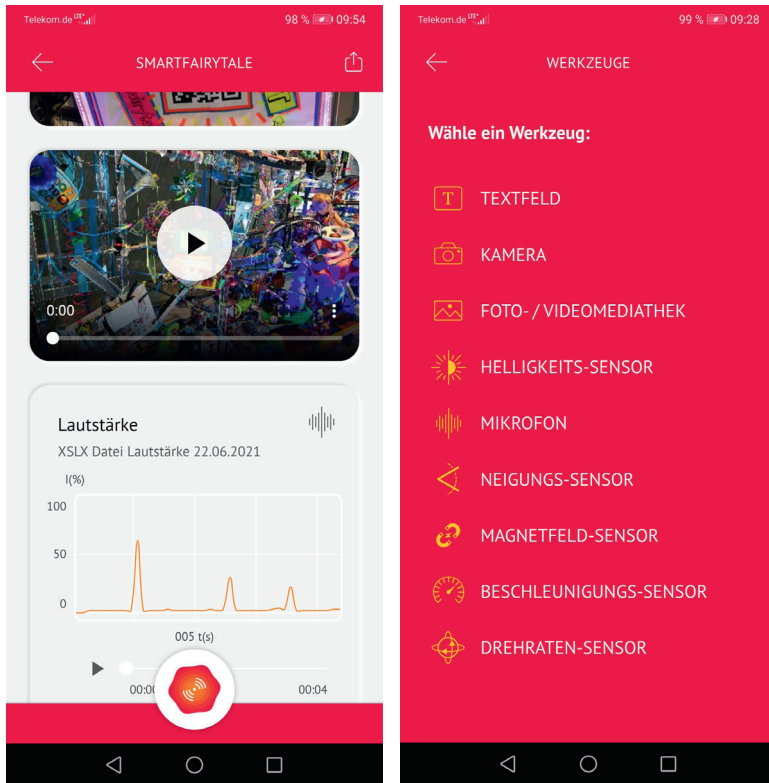 Telekom.de LTE
98 % 09:54
SMARTFAIRYTALE
0:00
Lautstärke
XSLX Datei Lautstärke 22.06.2021
I(%)
100
50
0
005 t(s)
00:04
Telekom.de LTE
99 % 09:28
WERKZEUGE
Wähle ein Werkzeug:
T TEXTFELD
KAMERA
FOTO- / VIDEOMEDIATHEK
HELLIGKEITS-SENSOR
MIKROFON
NEIGUNGS-SENSOR
MAGNETFELD-SENSOR
BESCHLEUNIGUNGS-SENSOR
DREHRATEN-SENSOR